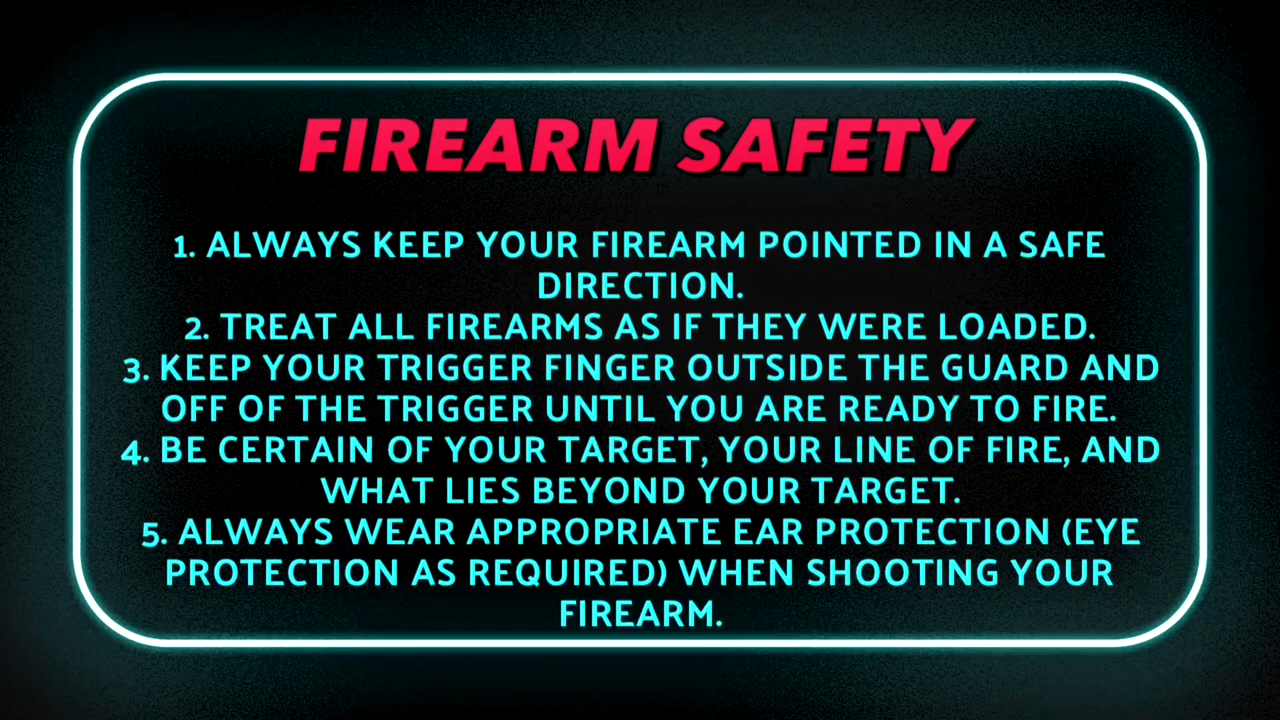 FIREARM SAFETY
1. ALWAYS KEEP YOUR FIREARM POINTED IN A SAFE
DIRECTION.
2. TREAT ALL FIREARMS AS IF THEY WERE LOADED.
3. KEEP YOUR TRIGGER FINGER OUTSIDE THE GUARD AND
OFF OF THE TRIGGER UNTIL YOU ARE READY TO FIRE.
4. BE CERTAIN OF YOUR TARGET, YOUR LINE OF FIRE, AND
WHAT LIES BEYOND YOUR TARGET.
5. ALWAYS WEAR APPROPRIATE EAR PROTECTION (EYE
PROTECTION AS REQUIRED) WHEN SHOOTING YOUR
FIREARM.